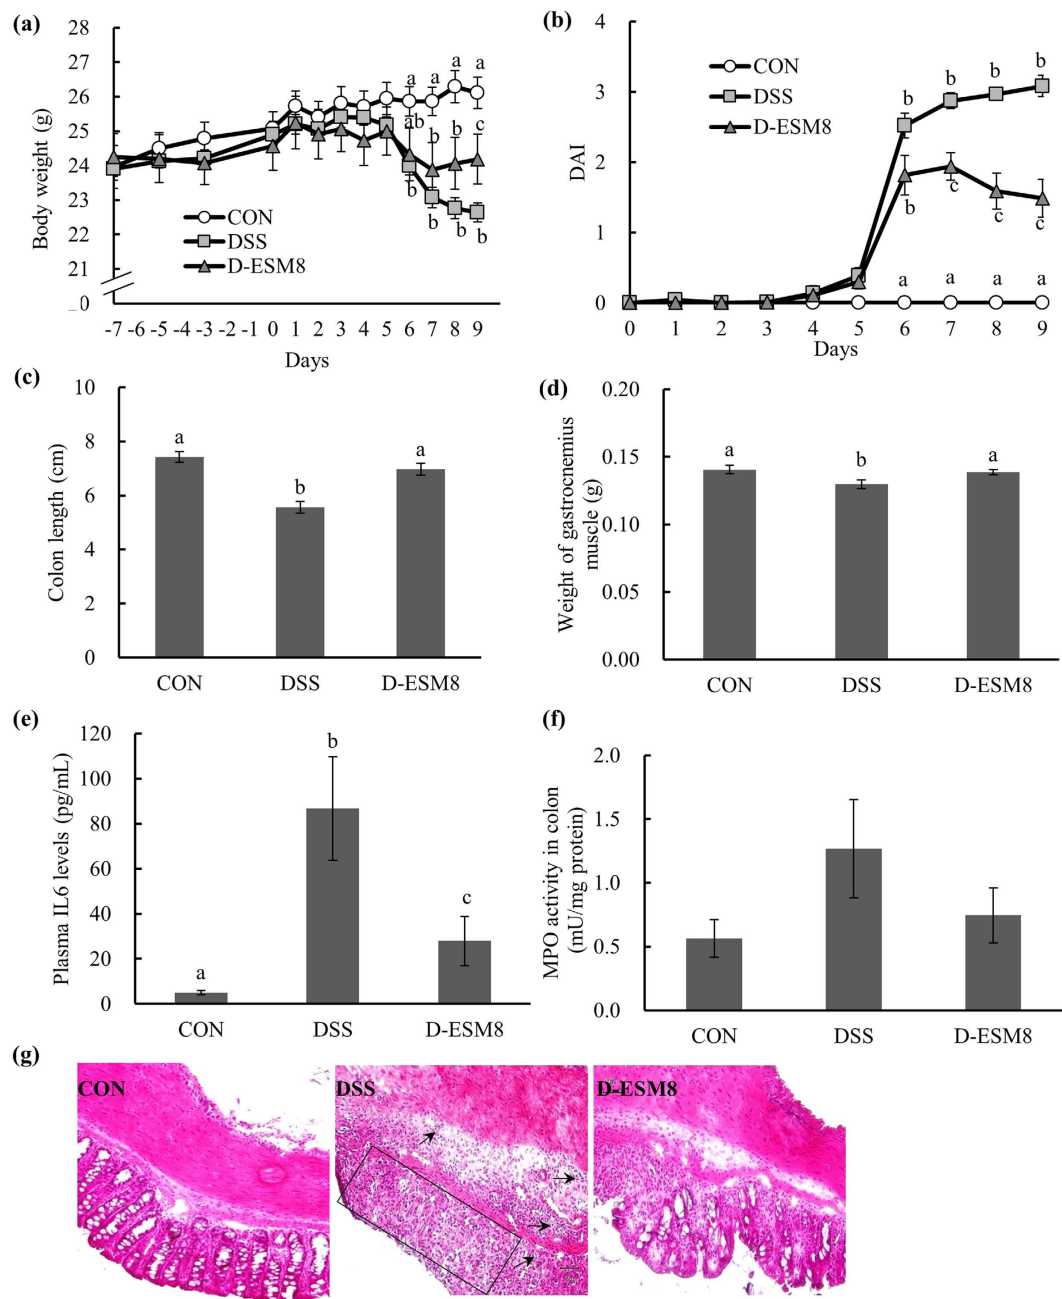 (a)
Body weight (g)
28
27
26
25
24
23
22
21
0
a a a a
ab b b c
b b b b
CON
DSS
D-ESM8
-7 -6 -5 -4 -3 -2 -1 0 1 2 3 4 5 6 7 8 9
Days
(b)
DAI
4
3
2
1
0
CON
DSS
D-ESM8
b b b b
b c c c
a a a a
0 1 2 3 4 5 6 7 8 9
Days
(c)
Colon length (cm)
10
8
6
4
2
0
a b a
CON DSS D-ESM8
(d)
Weight of gastrocnemius
muscle (g)
0.20
0.15
0.10
0.05
0.00
a b a
CON DSS D-ESM8
(e)
Plasma IL6 levels (pg/mL)
120
100
80
60
40
20
0
a b c
CON DSS D-ESM8
(f)
MPO activity in colon
(mU/mg protein)
2.0
1.5
1.0
0.5
0.0
CON DSS D-ESM8
(g)
CON DSS D-ESM8